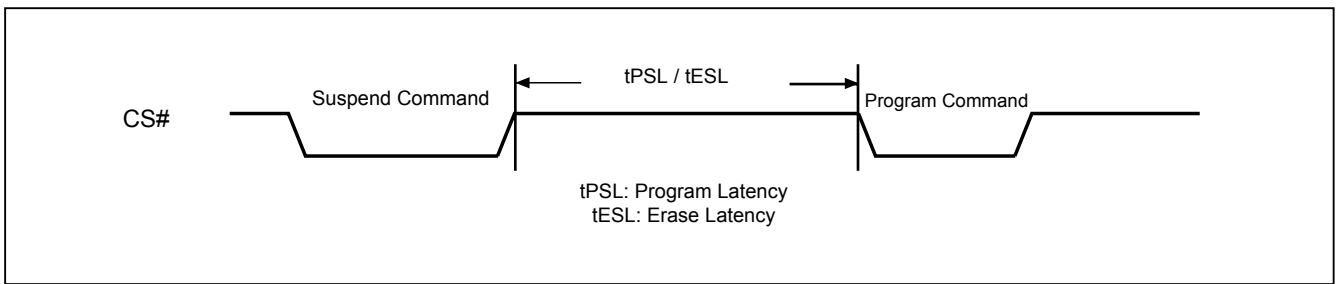 tPSL / tESL
Suspend Command
Program Command
CS#
tPSL: Program Latency
tESL: Erase Latency